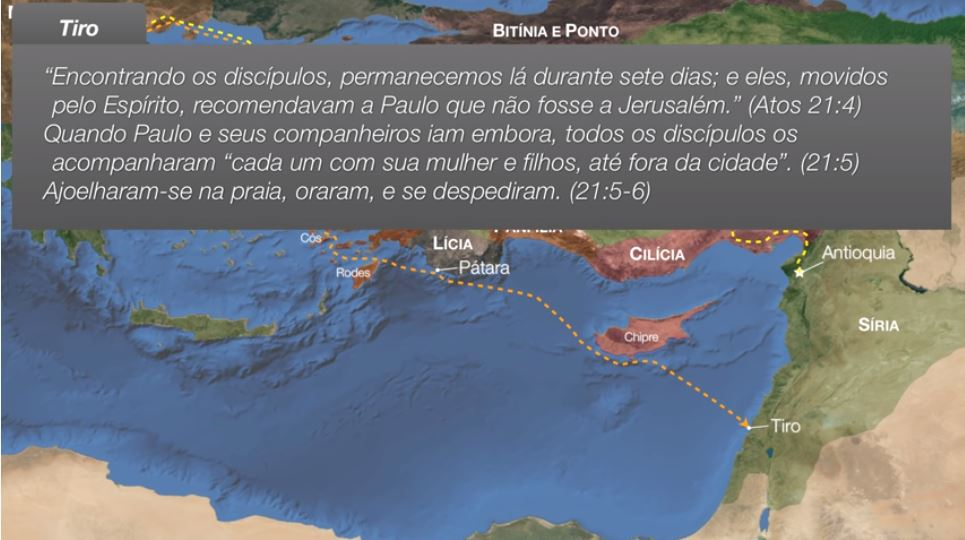 Tiro
BITÍNIA E PONTO
“Encontrando os discípulos, permanecemos lá durante sete dias; e eles, movidos
pelo Espírito, recomendavam a Paulo que não fosse a Jerusalém.” (Atos 21:4)
Quando Paulo e seus companheiros iam embora, todos os discípulos os
acompanharam “cada um com sua mulher e filhos, até fora da cidade”. (21:5)
Ajoelharam-se na praia, oraram, e se despediram. (21:5-6)
Cós
LÍCIA
CILÍCIA
Antioquia
Rodes
Pátara
SÍRIA
Chipre
Tiro